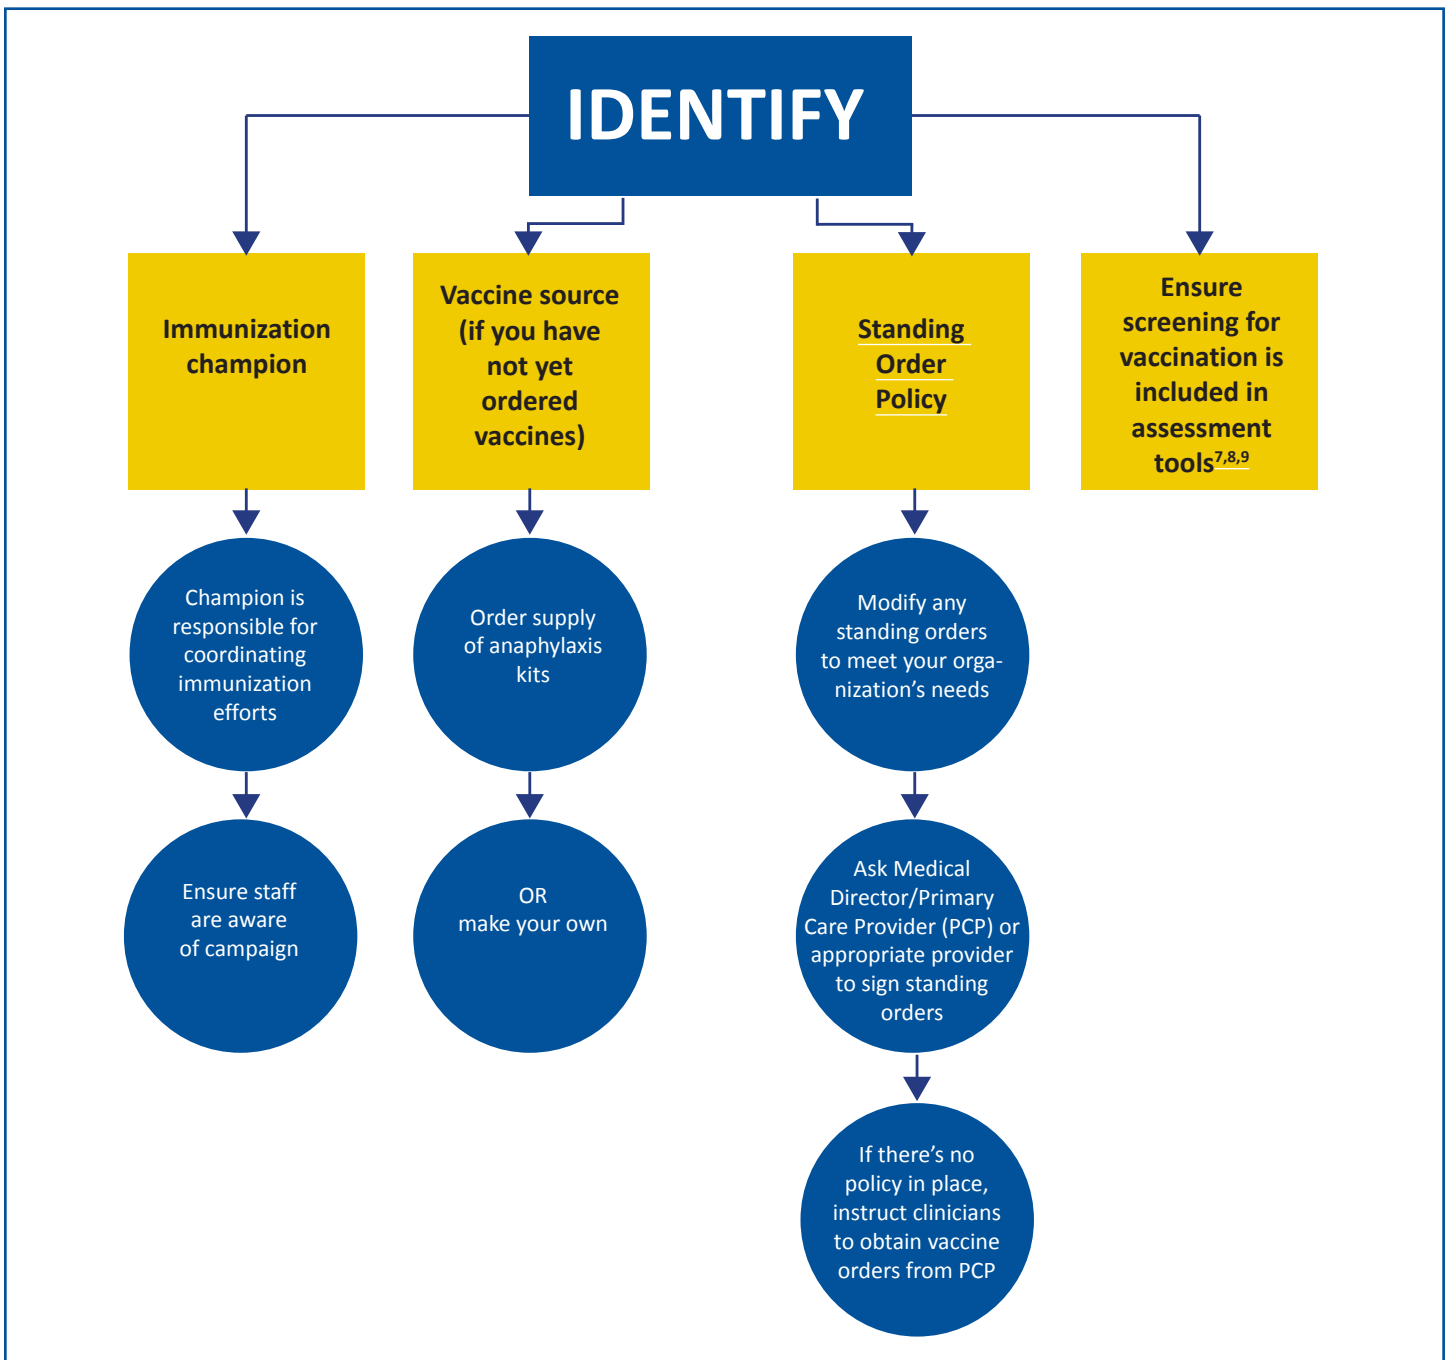 IDENTIFY
Immunization
champion
Vaccine source
(if you have
not yet
ordered
vaccines)
Standing
Order
Policy
Ensure
screening for
vaccination is
included in
assessment
tools7,8,9
Champion is
responsible for
coordinating
immunization
efforts
Order supply
of anaphylaxis
kits
Modify any
standing orders
to meet your orga-
nization’s needs
Ensure staff
are aware
of campaign
OR
make your own
Ask Medical
Director/Primary
Care Provider (PCP) or
appropriate provider
to sign standing
orders
If there’s no
policy in place,
instruct clinicians
to obtain vaccine
orders from PCP